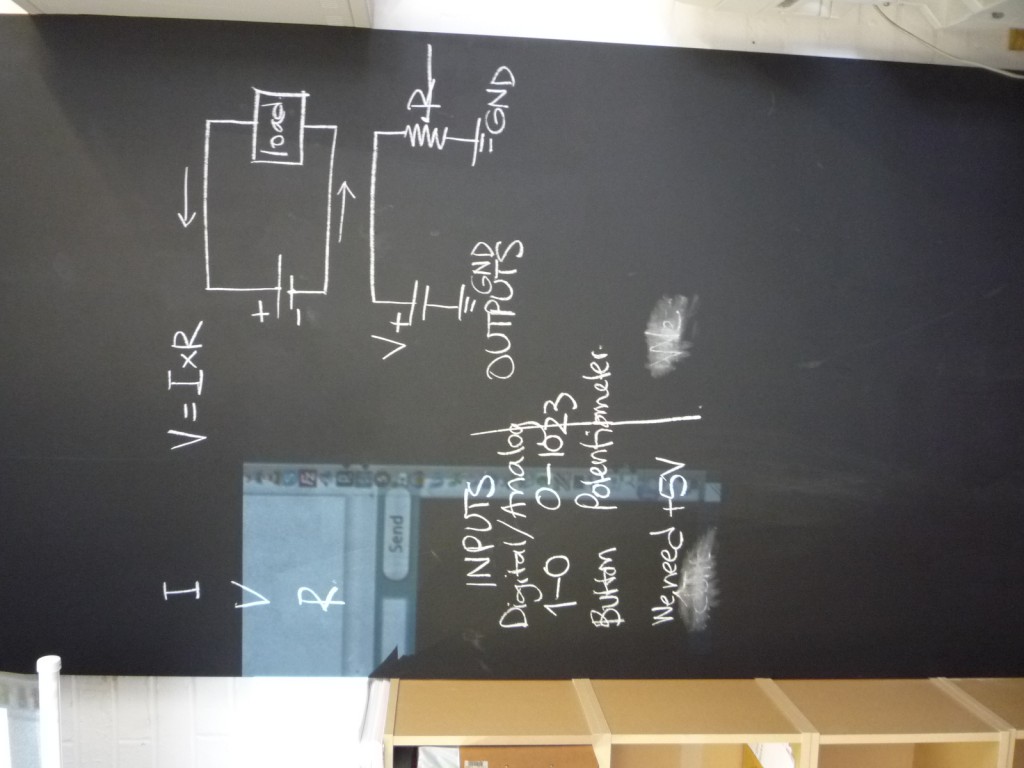 I
V
R.
V = I × R
+
-
load
V+
GND
R
GND
INPUTS
OUTPUTS
Digital/Analog
1-0 0-1023
Button Potentiometer.
We need +5V
Send